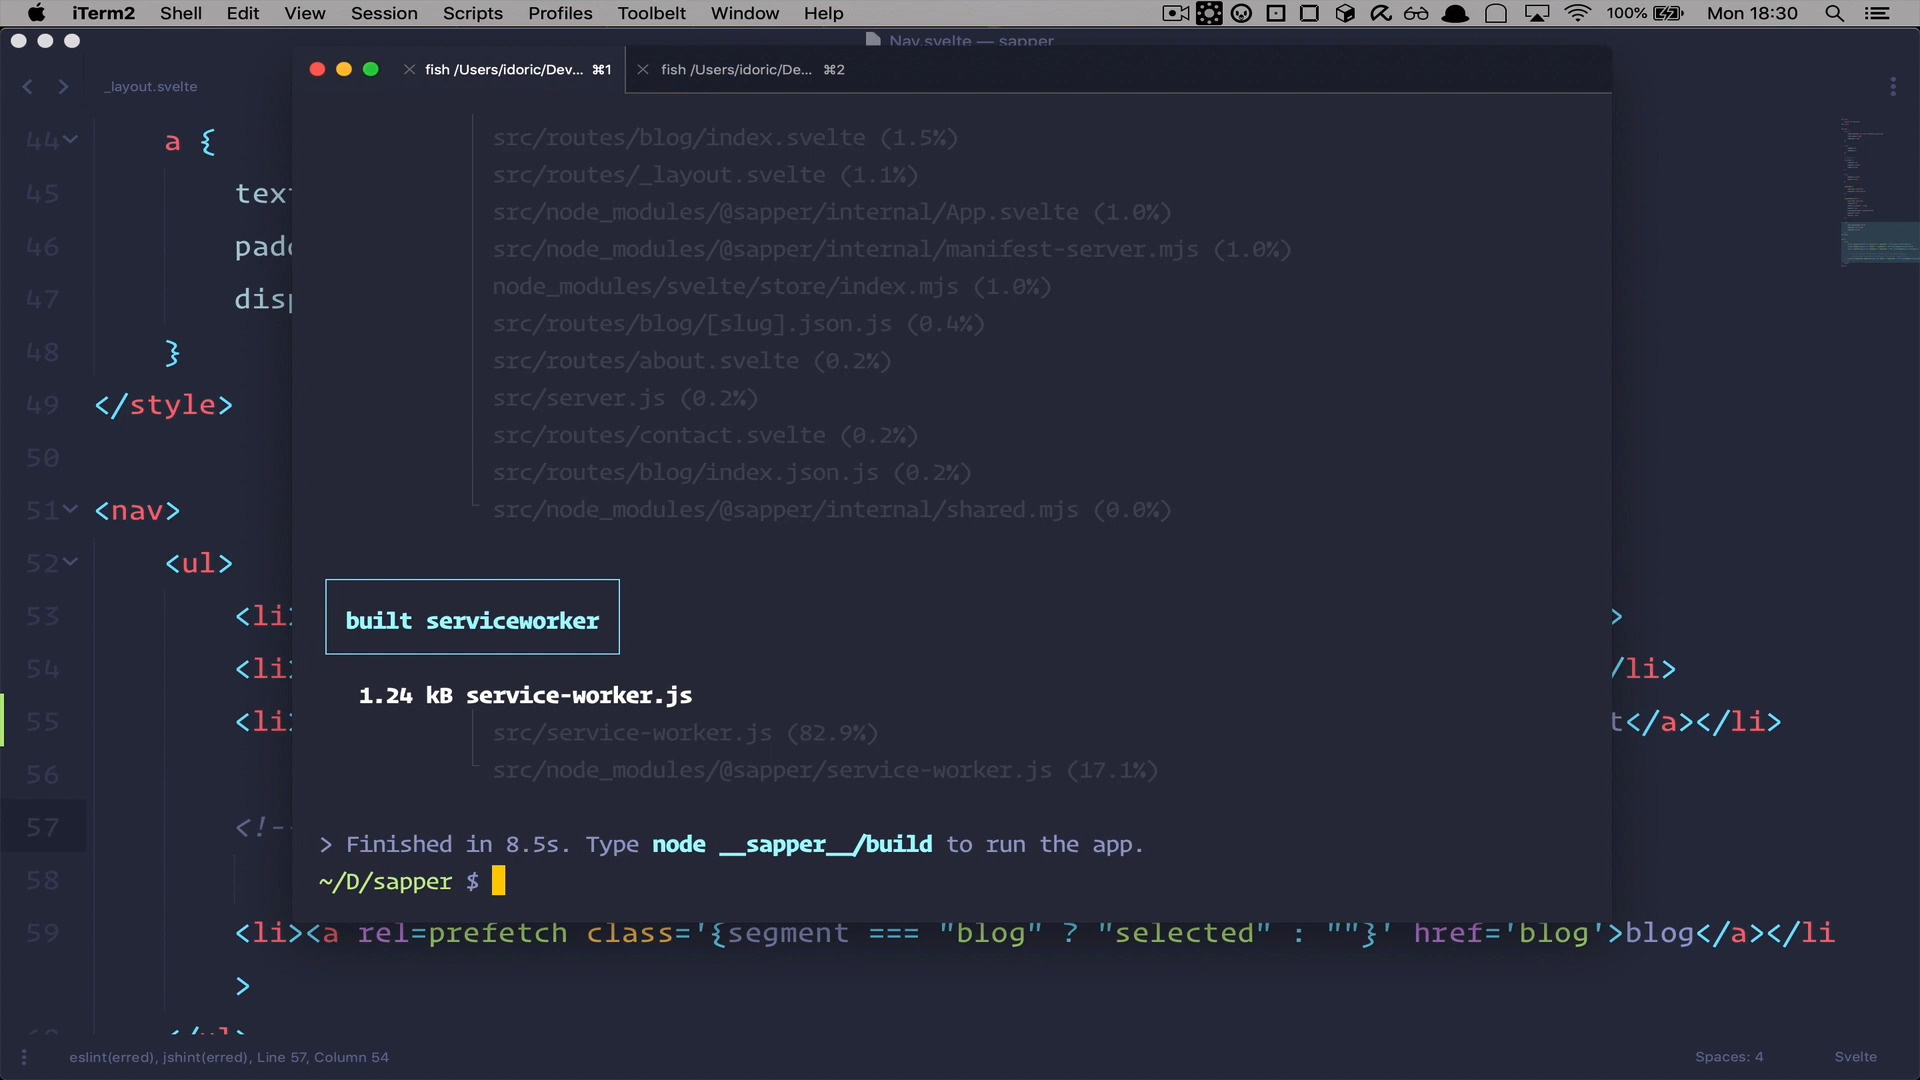 iTerm2 Shell Edit View Session Scripts Profiles Toolbelt Window Help 100% Mon 18:30
Nav.svelte — sapper
fish /Users/idoric/Dev... ⌘1 fish /Users/idoric/De... ⌘2
_layout.svelte
44 a {
45 tex
46 pad
47 disp
48 }
49 </style>
50
51 <nav>
52 <ul>
53 <li >
54 <li /li>
55 <li t</a></li>
56
57 <!--
58
59 <li><a rel=prefetch class='{segment === "blog" ? "selected" : ""}' href='blog'>blog</a></li
>
src/routes/blog/index.svelte (1.5%)
src/routes/_layout.svelte (1.1%)
src/node_modules/@sapper/internal/App.svelte (1.0%)
src/node_modules/@sapper/internal/manifest-server.mjs (1.0%)
node_modules/svelte/store/index.mjs (1.0%)
src/routes/blog/[slug].json.js (0.4%)
src/routes/about.svelte (0.2%)
src/server.js (0.2%)
src/routes/contact.svelte (0.2%)
src/routes/blog/index.json.js (0.2%)
src/node_modules/@sapper/internal/shared.mjs (0.0%)
built serviceworker
1.24 kB service-worker.js
src/service-worker.js (82.9%)
src/node_modules/@sapper/service-worker.js (17.1%)
> Finished in 8.5s. Type node __sapper__/build to run the app.
~/D/sapper $
eslint(erred), jshint(erred), Line 57, Column 54 Spaces: 4 Svelte